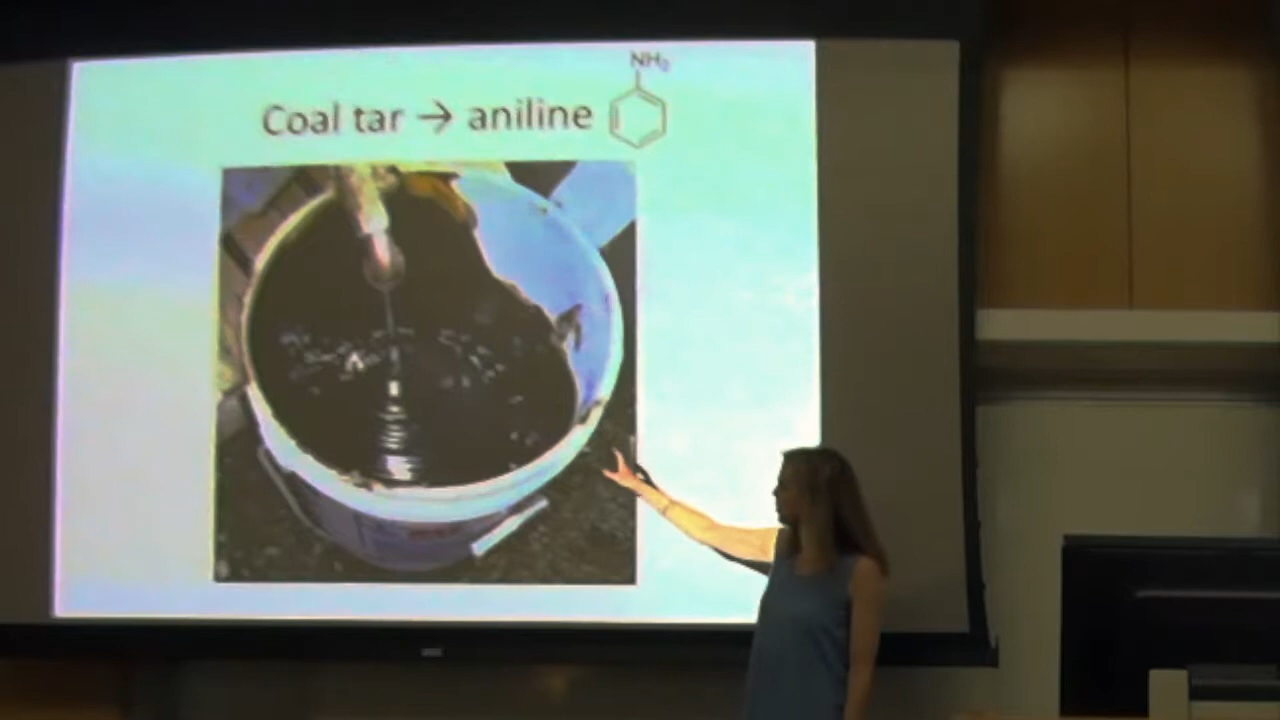 NH₂
Coal tar → aniline